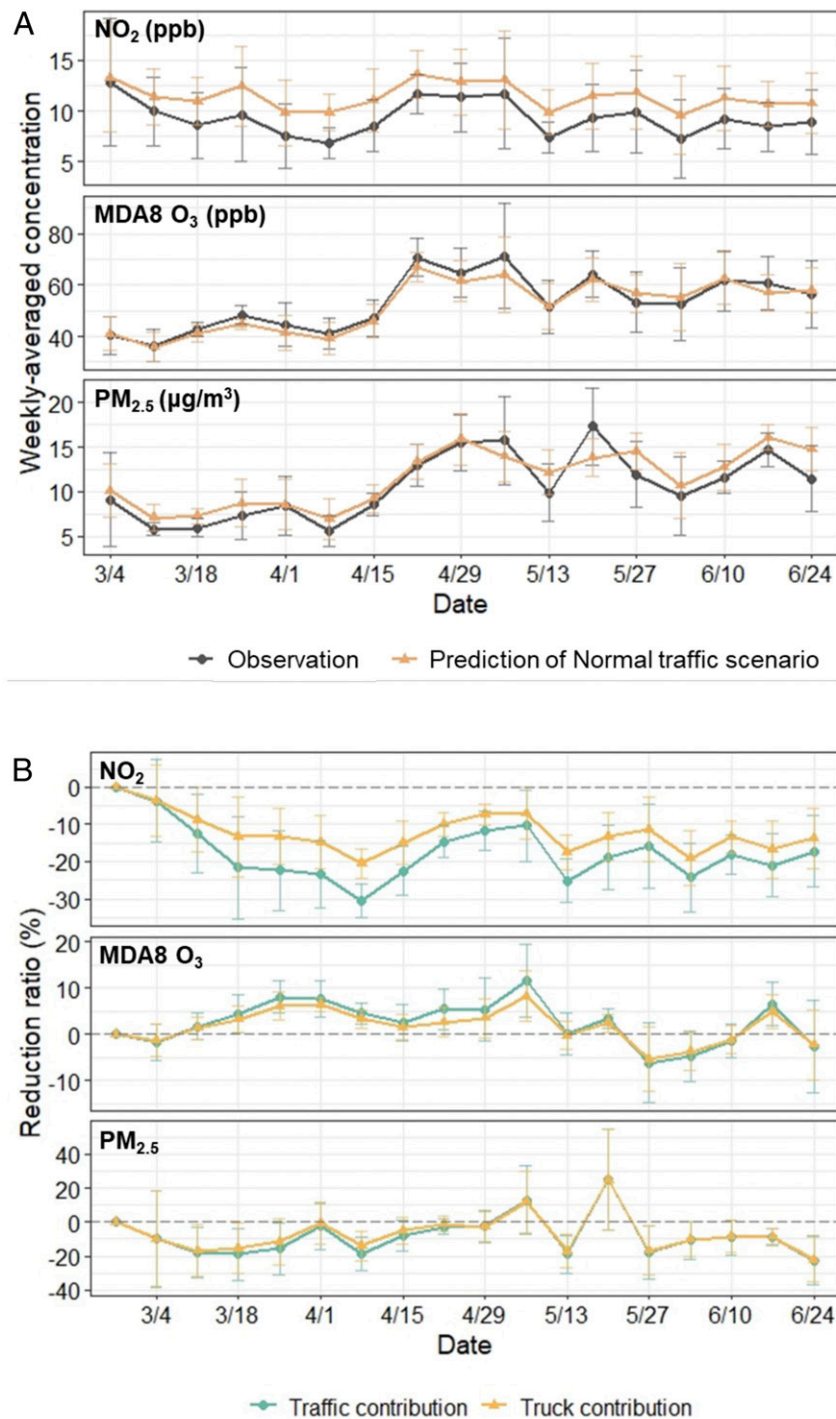 A
NO₂ (ppb)
15
10
5
MDA8 O₃ (ppb)
80
60
40
PM₂.₅ (µg/m³)
20
15
10
5
Weekly-averaged concentration
3/4 3/18 4/1 4/15 4/29 5/13 5/27 6/10 6/24
Date
Observation Prediction of Normal traffic scenario
B
NO₂
0
-10
-20
-30
MDA8 O₃
20
10
0
-10
PM₂.₅
40
20
0
-20
-40
Reduction ratio (%)
3/4 3/18 4/1 4/15 4/29 5/13 5/27 6/10 6/24
Date
Traffic contribution Truck contribution